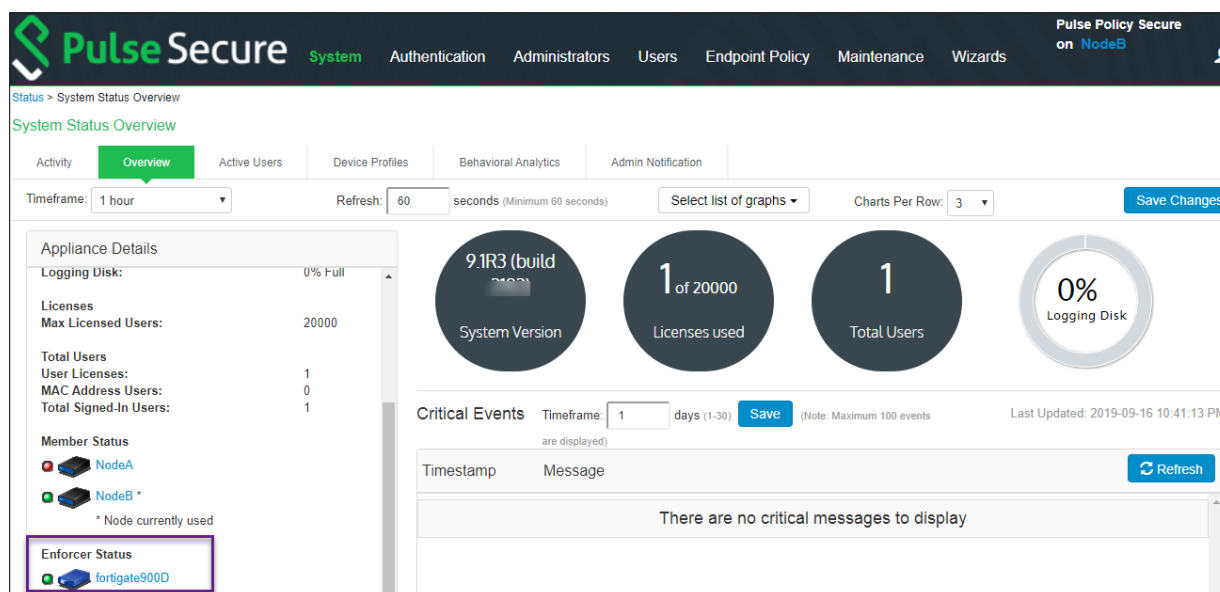 Pulse Secure
System Authentication Administrators Users Endpoint Policy Maintenance Wizards
Pulse Policy Secure
on NodeB
Status > System Status Overview
System Status Overview
Activity Overview Active Users Device Profiles Behavioral Analytics Admin Notification
Timeframe: 1 hour Refresh: 60 seconds (Minimum 60 seconds) Select list of graphs Charts Per Row: 3 Save Changes
Appliance Details
Logging Disk: 0% Full
Licenses
Max Licensed Users: 20000
Total Users
User Licenses: 1
MAC Address Users: 0
Total Signed-In Users: 1
Member Status
NodeA
NodeB *
* Node currently used
Enforcer Status
fortigate900D
9.1R3 (build
System Version
1 of 20000
Licenses used
1
Total Users
0%
Logging Disk
Critical Events Timeframe: 1 days (1-30) Save (Note: Maximum 100 events
are displayed)
Last Updated: 2019-09-16 10:41:13 PM
Timestamp Message Refresh
There are no critical messages to display